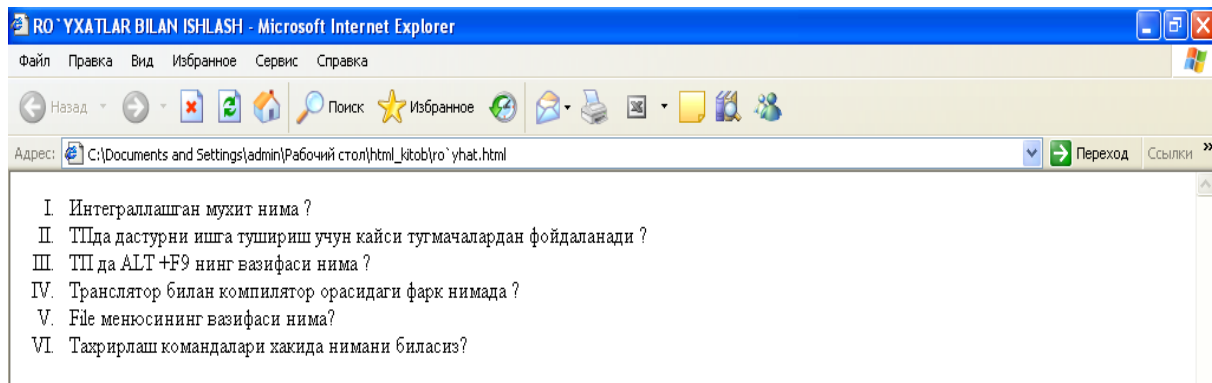 RO`YXATLAR BILAN ISHLASH - Microsoft Internet Explorer
Файл Правка Вид Избранное Сервис Справка
Назад Поиск Избранное
Адрес: C:\Documents and Settings\admin\Рабочий стол\html_kitob\ro`yhat.html Переход Ссылки »
I. Интеграллашган мухит нима ?
II. ТПда дастурни ишга тушириш учун кайси тугмачалардан фойдаланади ?
III. ТП да ALT +F9 нинг вазифаси нима ?
IV. Транслятор билан компилятор орасидаги фарк нимада ?
V. File менюсининг вазифаси нима?
VI. Тахрирлаш командалари хакида нимани биласиз?